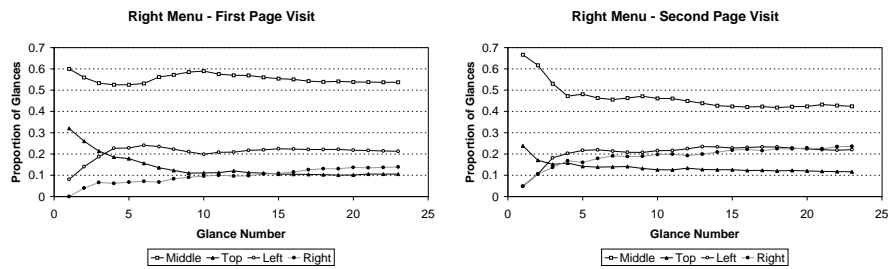 Right Menu - First Page Visit
Proportion of Glances
0.7
0.6
0.5
0.4
0.3
0.2
0.1
0
0 5 10 15 20 25
Glance Number
Middle Top Left Right
Right Menu - Second Page Visit
Proportion of Glances
0.7
0.6
0.5
0.4
0.3
0.2
0.1
0
0 5 10 15 20 25
Glance Number
Middle Top Left Right